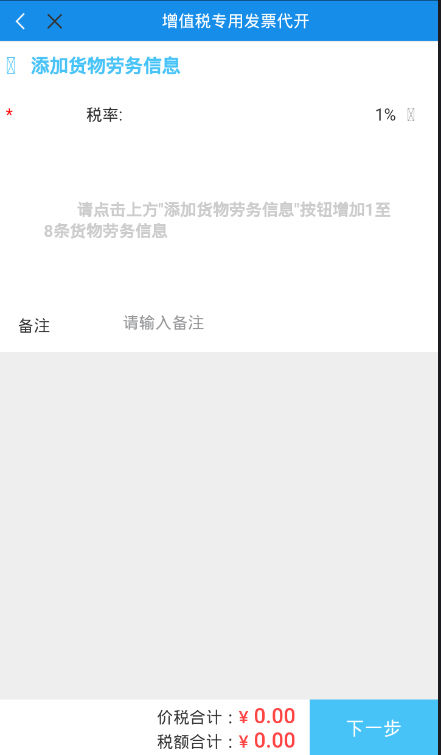 增值税专用发票代开
添加货物劳务信息
* 税率: 1%
请点击上方"添加货物劳务信息"按钮增加1至
8条货物劳务信息
备注 请输入备注
价税合计：¥ 0.00
税额合计：¥ 0.00
下一步